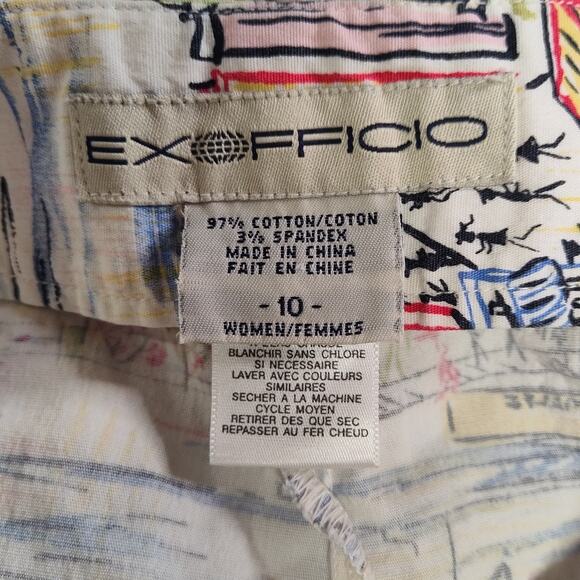 EXOFFICIO
97% COTTON/COTON
3% SPANDEX
MADE IN CHINA
FAIT EN CHINE
- 10 -
WOMEN/FEMMES
BLANCHIR SANS CHLORE
SI NECESSAIRE
LAVER AVEC COULEURS
SIMILAIRES
SECHER A LA MACHINE
CYCLE MOYEN
RETIRER DES QUE SEC
REPASSER AU FER CHEUD